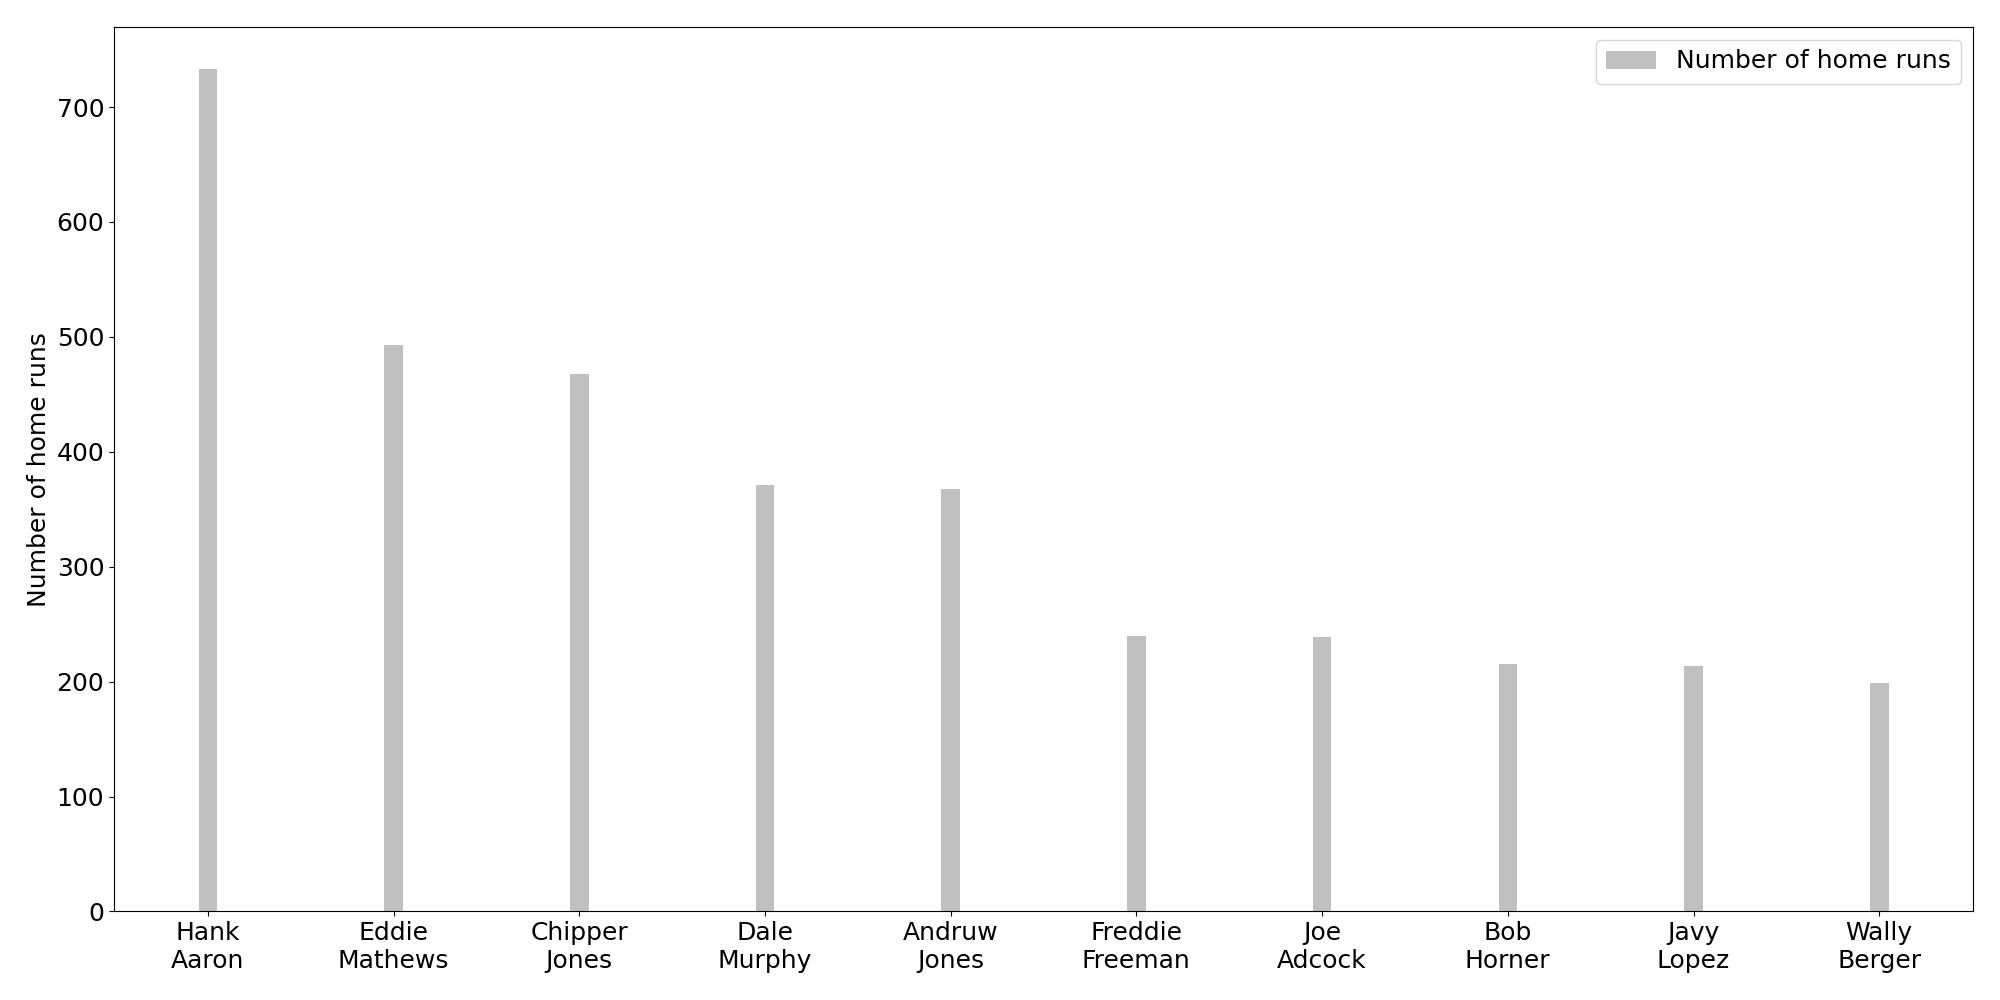 Number of home runs
700
600
500
400
300
200
100
0
Number of home runs
Hank
Aaron
Eddie
Mathews
Chipper
Jones
Dale
Murphy
Andruw
Jones
Freddie
Freeman
Joe
Adcock
Bob
Horner
Javy
Lopez
Wally
Berger